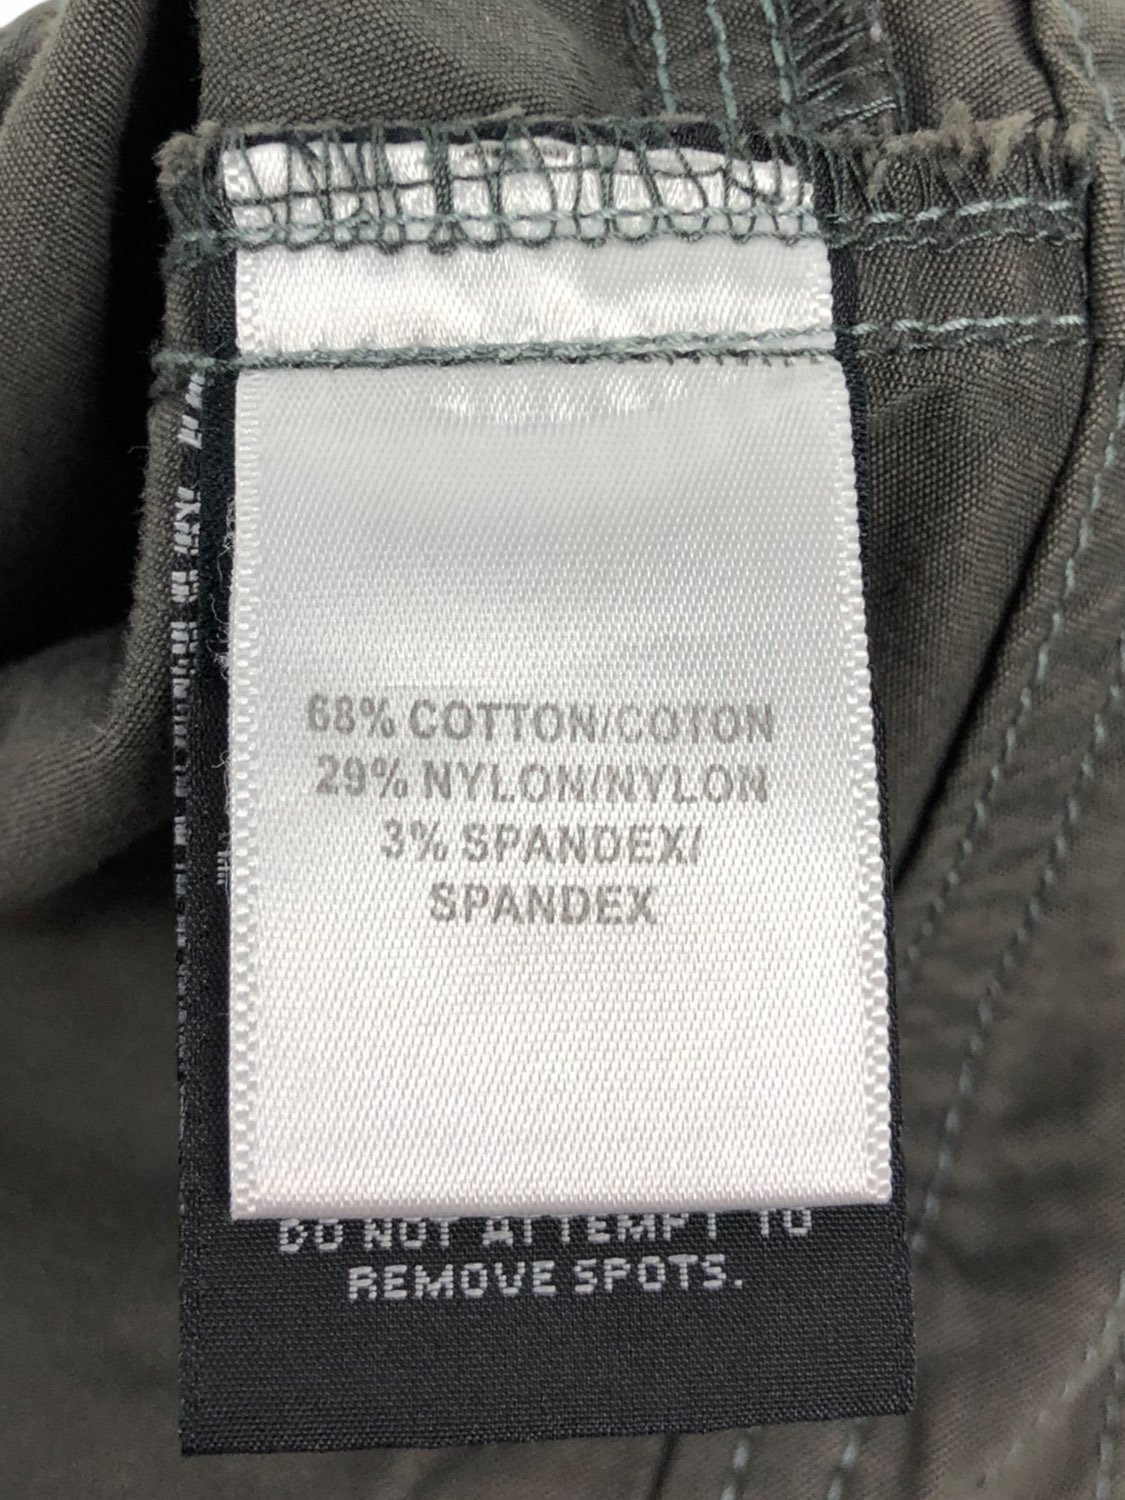 68% COTTON/COTON
29% NYLON/NYLON
3% SPANDEX/
SPANDEX
DO NOT ATTEMPT TO
REMOVE SPOTS.